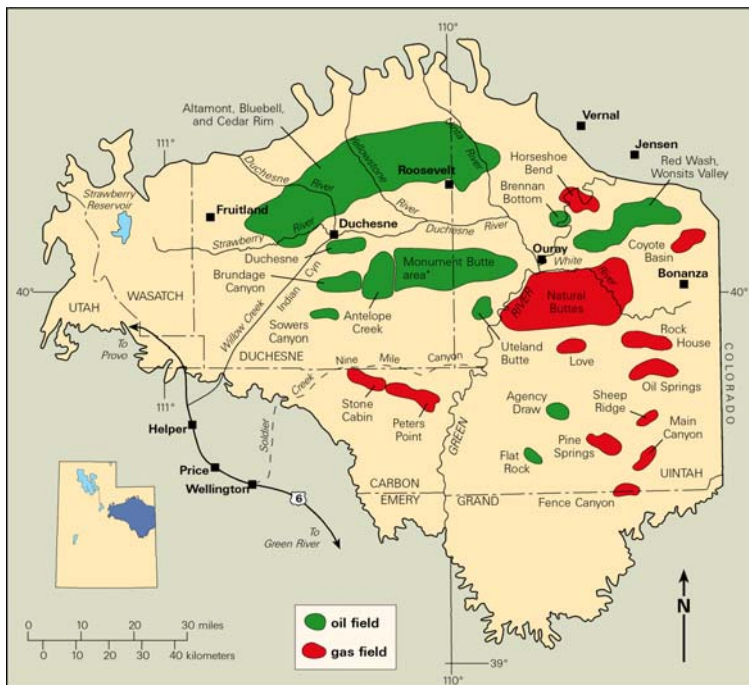 110°
Altamont, Bluebell,
and Cedar Rim
Uinta
River
Vernal
Jensen
111°
Duchesne
River
Yellowstone
River
Roosevelt
Horseshoe
Bend
Red Wash,
Wonsits Valley
Strawberry
Reservoir
Fruitland
Brennan
Bottom
Strawberry
River
Duchesne
Duchesne
River
Ouray
White
River
Coyote
Basin
Duchesne
Brundage
Canyon
Monument Butte
area*
Bonanza
40°
40°
UTAH
WASATCH
Willow Creek
Indian Cyn
Antelope
Creek
Sowers
Canyon
RIVER
Natural
Buttes
Uteland
Butte
Love
Rock
House
To
Provo
DUCHESNE
Nine Mile Canyon
Creek
Oil Springs
COLORADO
111°
Stone
Cabin
Peters
Point
Agency
Draw
Sheep
Ridge
Main
Canyon
Helper
Soldier
GREEN
Flat
Rock
Pine
Springs
Price
Wellington
6
CARBON
EMERY
GRAND
UINTAH
Fence Canyon
To
Green River
0 10 20 30 miles
0 10 20 30 40 kilometers
oil field
gas field
N
39°
110°